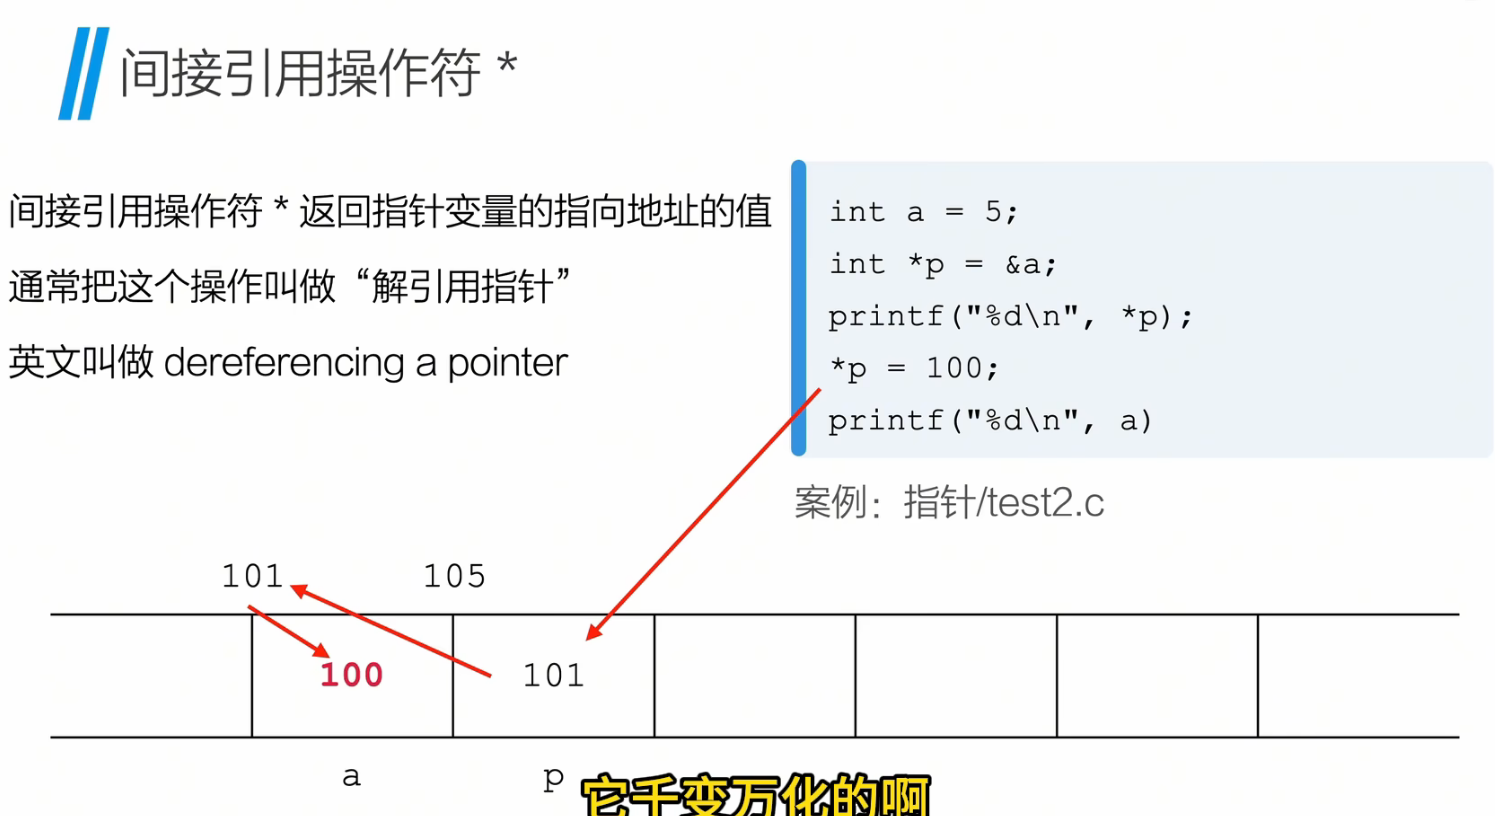 间接引用操作符 *
间接引用操作符 * 返回指针变量的指向地址的值
通常把这个操作叫做“解引用指针”
英文叫做 dereferencing a pointer
int a = 5;
int *p = &a;
printf("%d\n", *p);
*p = 100;
printf("%d\n", a)
案例：指针/test2.c
101 105
100 101
a p
它千变万化的啊